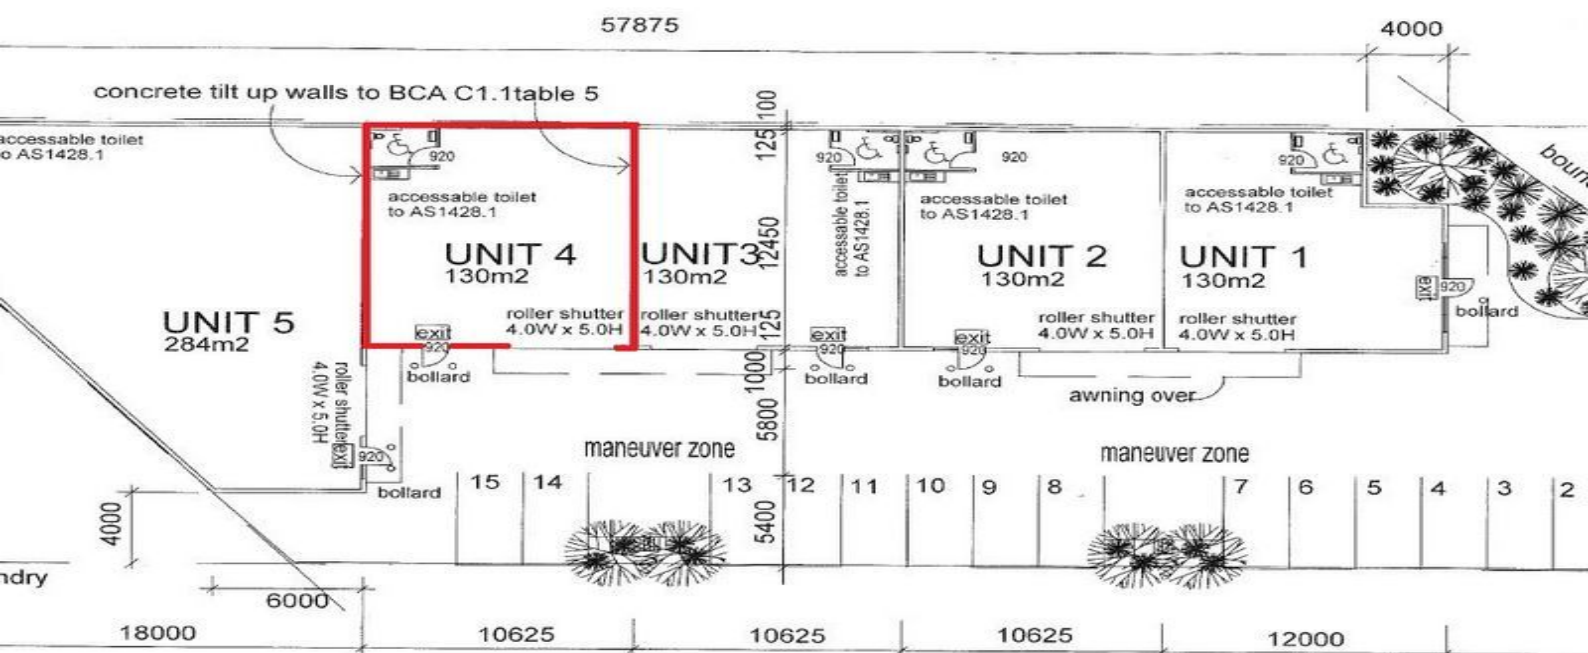 57875
4000
concrete tilt up walls to BCA C1.1table 5
100
accessable toilet
o AS1428.1
125
920
920
920
920
accessable toilet
to AS1428.1
accessable toilet
to AS1428.1
accessable toilet
to AS1428.1
accessable toilet
to AS1428.1
boun
UNIT 4
130m2
UNIT3
130m2
12450
UNIT 2
130m2
UNIT 1
130m2
exit
920
bollard
UNIT 5
284m2
roller shutter
4.0W x 5.0H
roller shutter
4.0W x 5.0H
125
roller shutter
4.0W x 5.0H
roller shutter
4.0W x 5.0H
exit
920
bollard
exit
920
bollard
exit
920
bollard
1000
awning over
roller shutter
4.0W x 5.0H
exit
920
bollard
5800
maneuver zone
maneuver zone
15
14
13
12
11
10
9
8
7
6
5
4
3
2
4000
5400
ndry
6000
18000
10625
10625
10625
12000